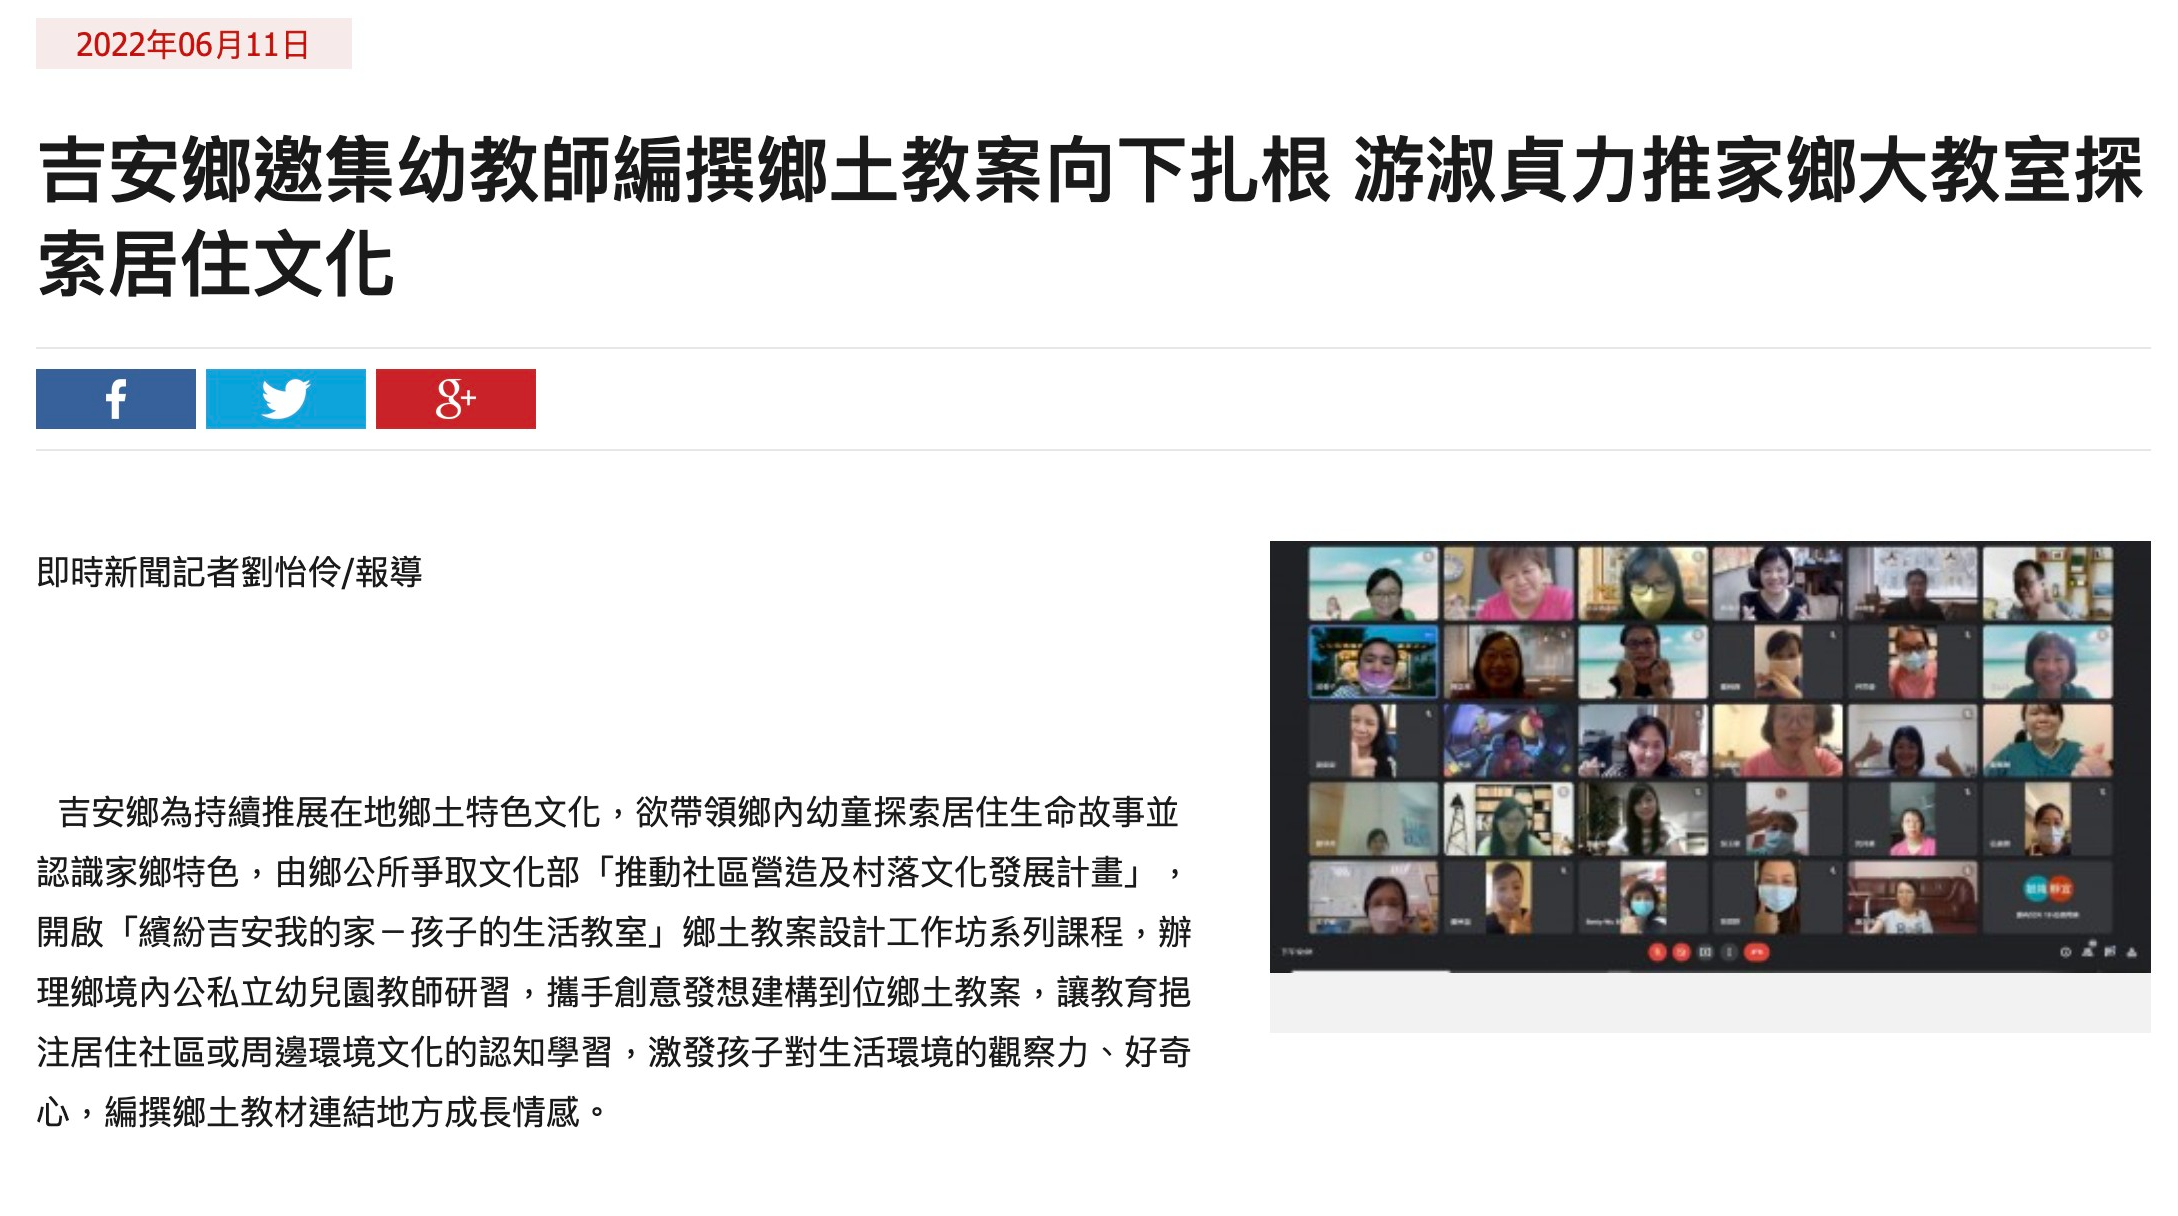 2022年06月11日
吉安鄉邀集幼教師編撰鄉土教案向下扎根 游淑貞力推家鄉大教室探
索居住文化
f
g+
即時新聞記者劉怡伶/報導
吉安鄉為持續推展在地鄉土特色文化，欲帶領鄉內幼童探索居住生命故事並
認識家鄉特色，由鄉公所爭取文化部「推動社區營造及村落文化發展計畫」，
開啟「繽紛吉安我的家－孩子的生活教室」鄉土教案設計工作坊系列課程，辦
理鄉境內公私立幼兒園教師研習，攜手創意發想建構到位鄉土教案，讓教育挹
注居住社區或周邊環境文化的認知學習，激發孩子對生活環境的觀察力、好奇
心，編撰鄉土教材連結地方成長情感。